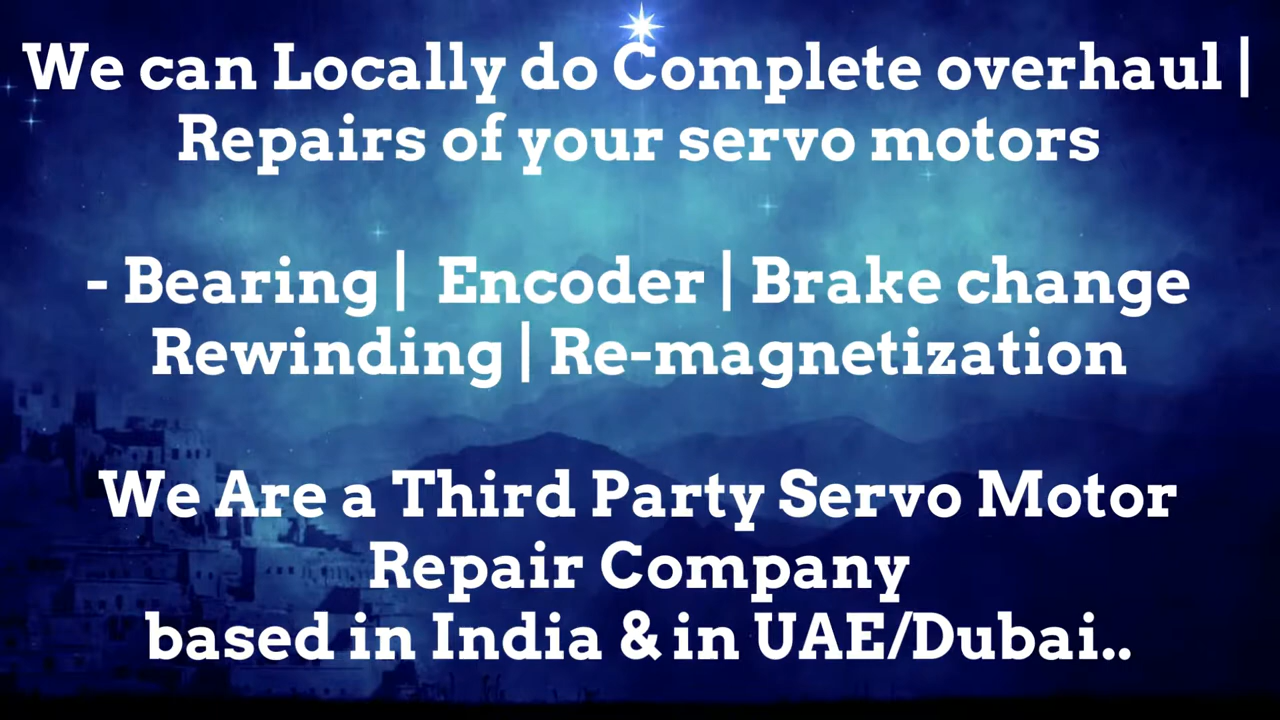 We can Locally do Complete overhaul |
Repairs of your servo motors
- Bearing | Encoder | Brake change
Rewinding | Re-magnetization
We Are a Third Party Servo Motor
Repair Company
based in India & in UAE/Dubai..